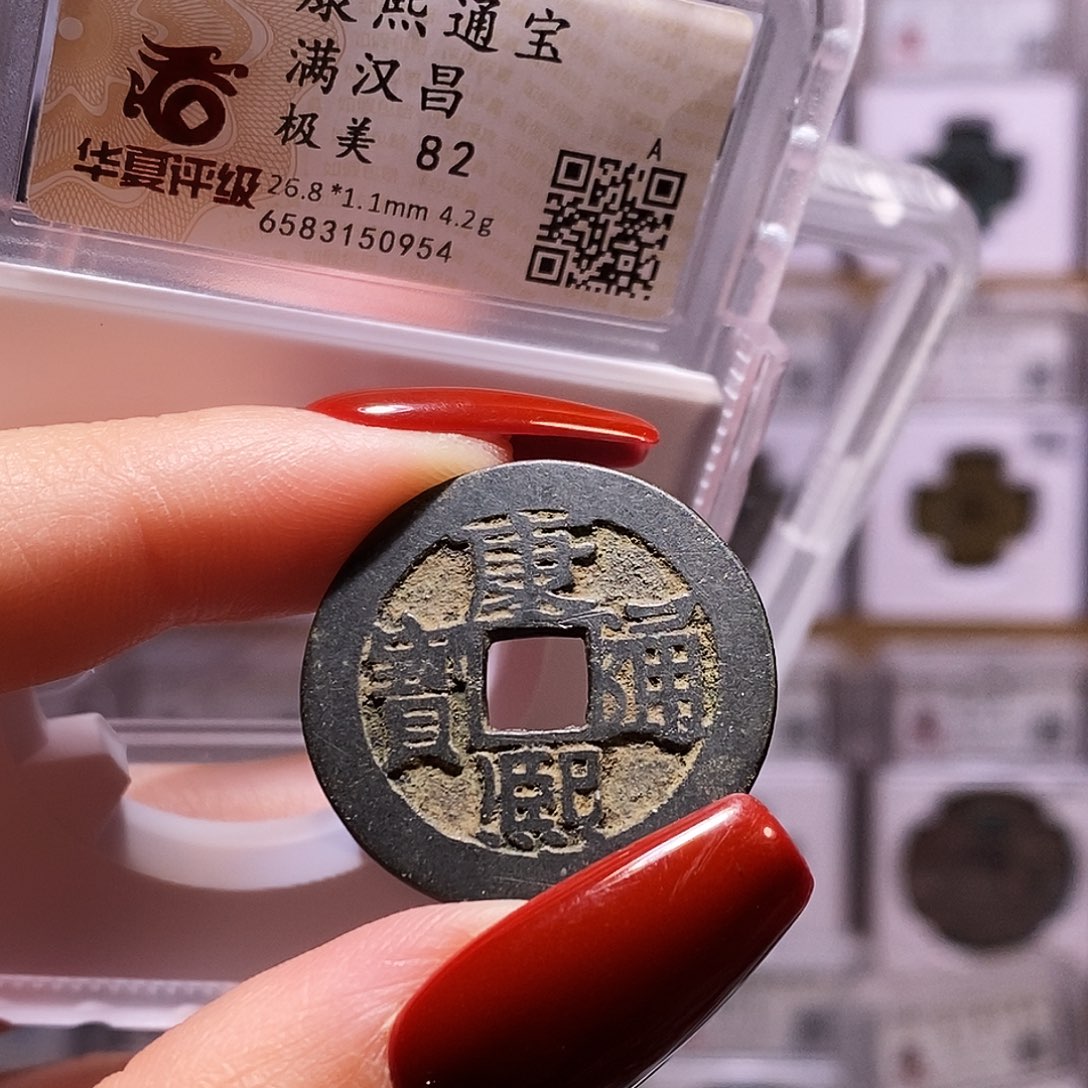 康熙通宝
满汉昌
极美 82
华夏评级
26.8*1.1mm 4.2g
6583150954
A
康
寶 通
熙